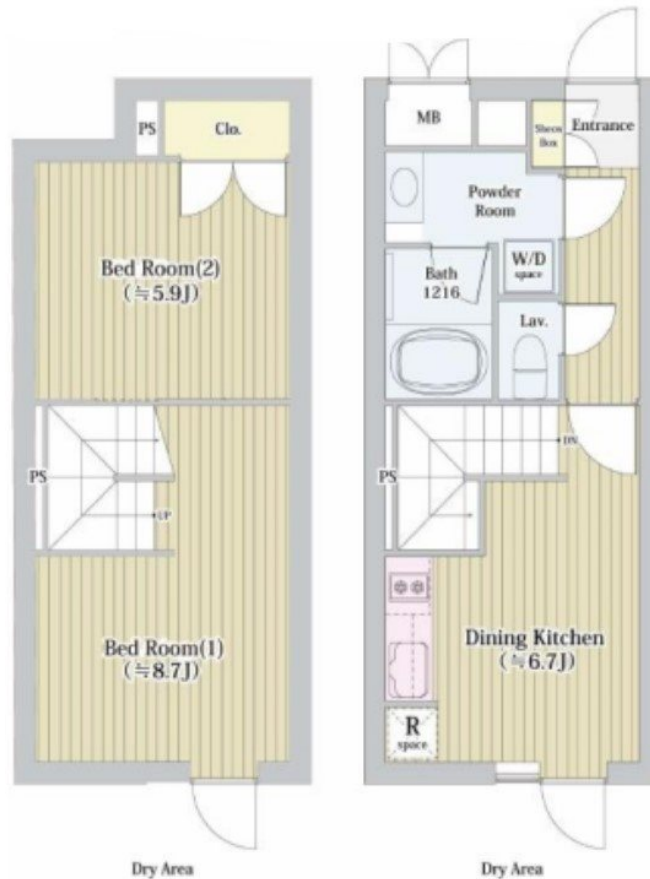 PS
Clo.
Bed Room(2)
(≒5.9J)
PS
UP
Bed Room(1)
(≒8.7J)
Dry Area
MB
Sheos
Box
Entrance
Powder
Room
W/D
space
Bath
1216
Lav.
DN
PS
Dining Kitchen
(≒6.7J)
R
space
Dry Area